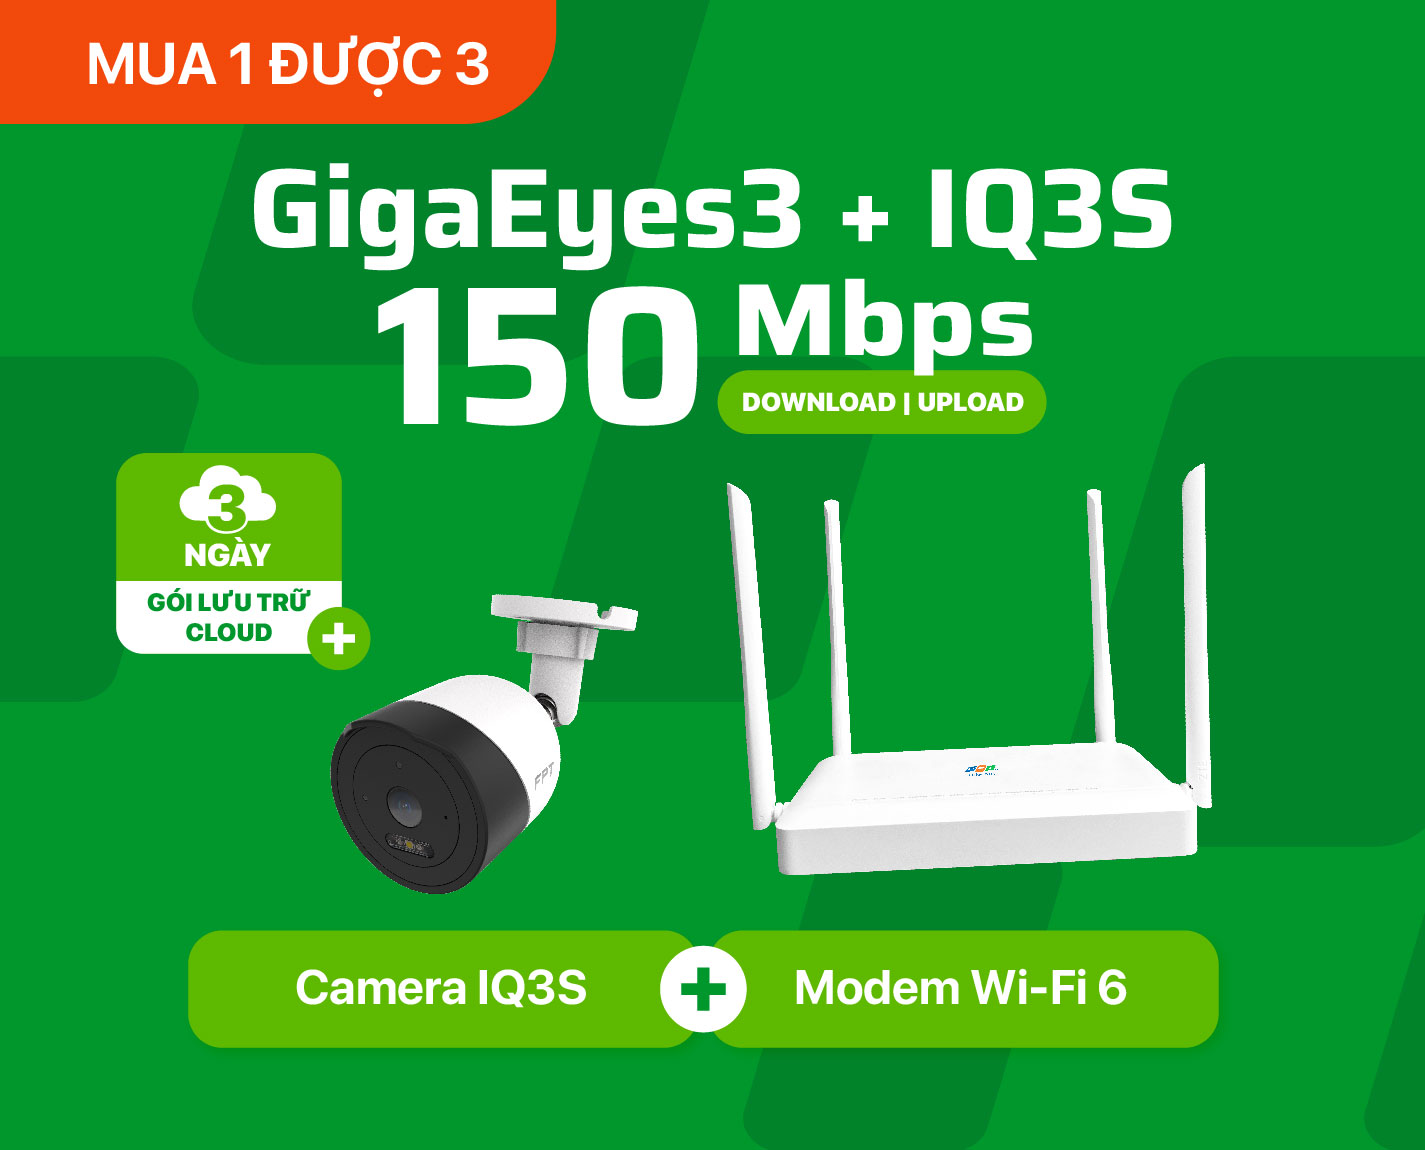 MUA 1 ĐƯỢC 3
GigaEyes3 + IQ3S
150 Mbps
DOWNLOAD | UPLOAD
3
NGÀY
GÓI LƯU TRỮ
CLOUD
+
FPT
Camera IQ3S + Modem Wi-Fi 6